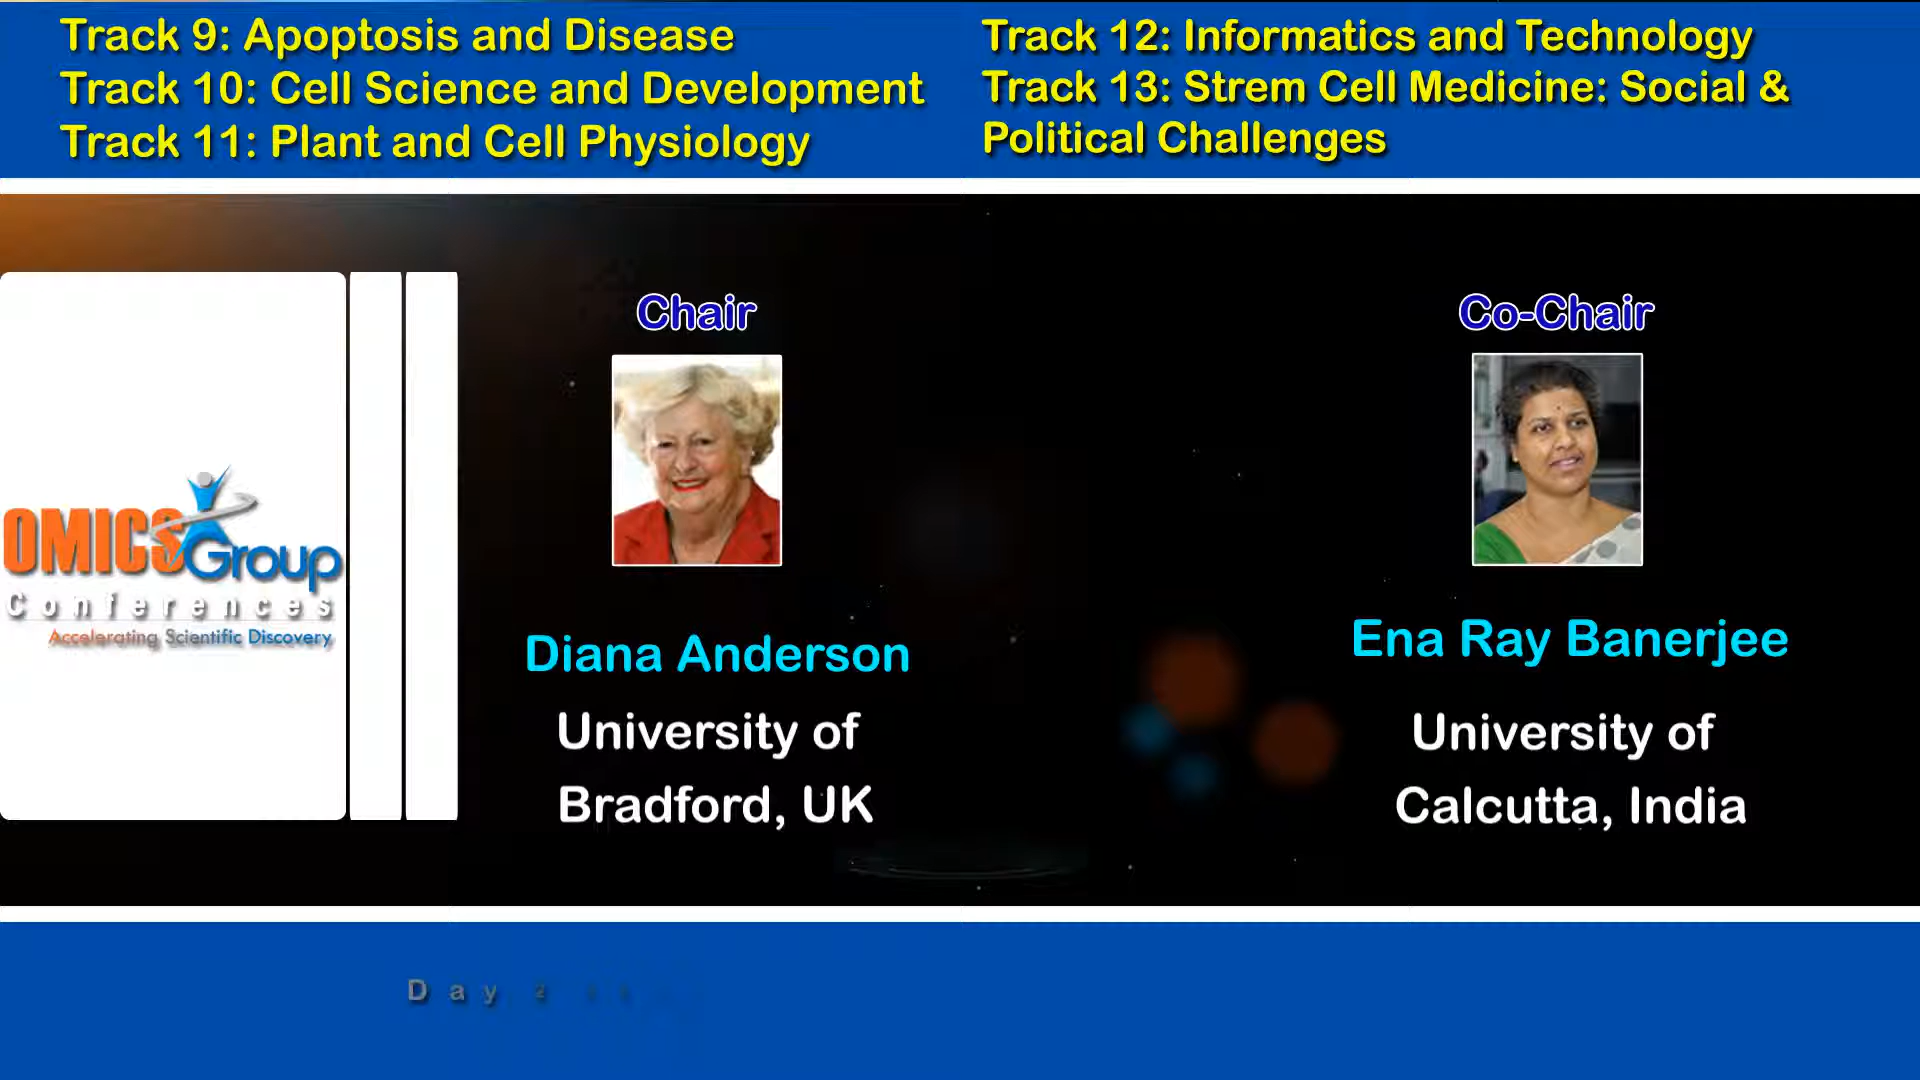 Track 9: Apoptosis and Disease
Track 10: Cell Science and Development
Track 11: Plant and Cell Physiology
Track 12: Informatics and Technology
Track 13: Strem Cell Medicine: Social &
Political Challenges
OMICS Group
Conferences
Accelerating Scientific Discovery
Chair
Diana Anderson
University of
Bradford, UK
Co-Chair
Ena Ray Banerjee
University of
Calcutta, India
Day 2